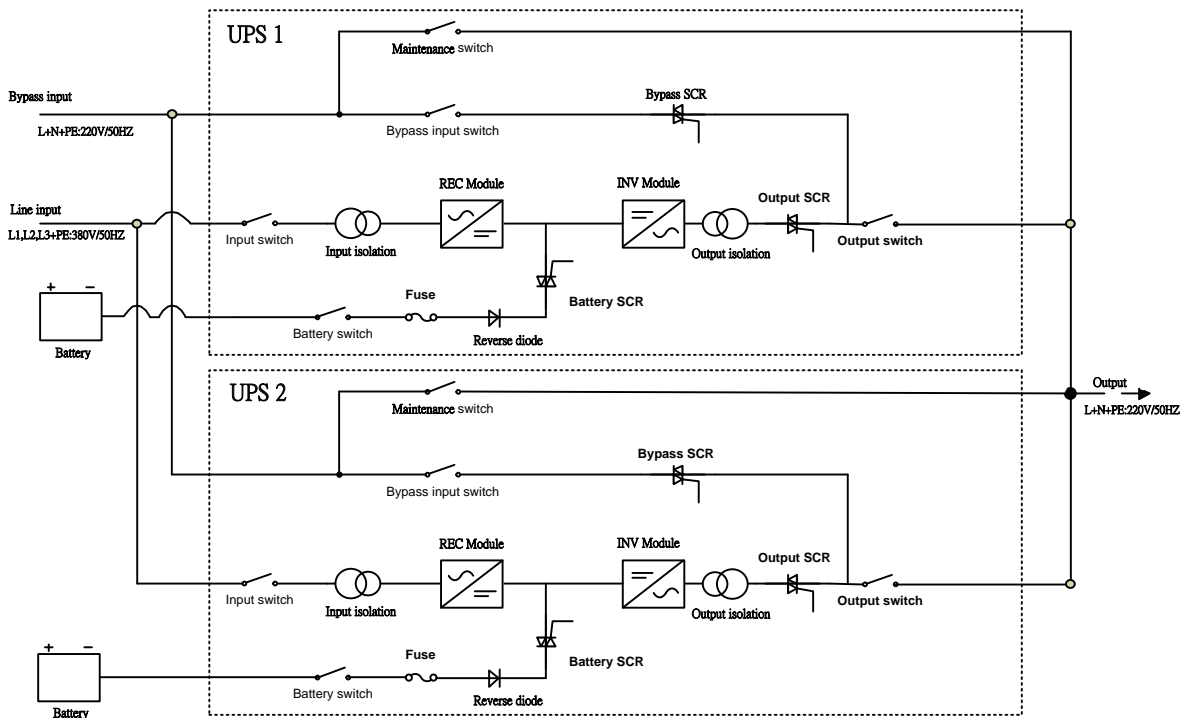 UPS 1
Maintenance switch
Bypass input
L+N+PE:220V/50HZ
Bypass input switch
Bypass SCR
Line input
L1,L2,L3+PE:380V/50HZ
Input switch
Input isolation
REC Module
INV Module
Output isolation
Output SCR
Output switch
+ −
Battery
Battery switch
Fuse
Reverse diode
Battery SCR
UPS 2
Maintenance switch
Output
L+N+PE:220V/50HZ
Bypass input switch
Bypass SCR
Input switch
Input isolation
REC Module
INV Module
Output isolation
Output SCR
Output switch
+ −
Battery
Battery switch
Fuse
Reverse diode
Battery SCR